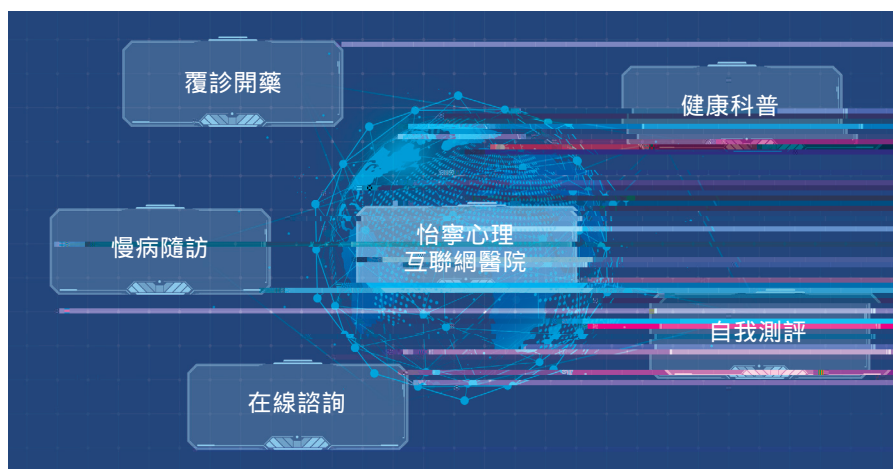 覆診開藥
健康科普
慢病隨訪
怡寧心理
互聯網醫院
自我測評
在線諮詢